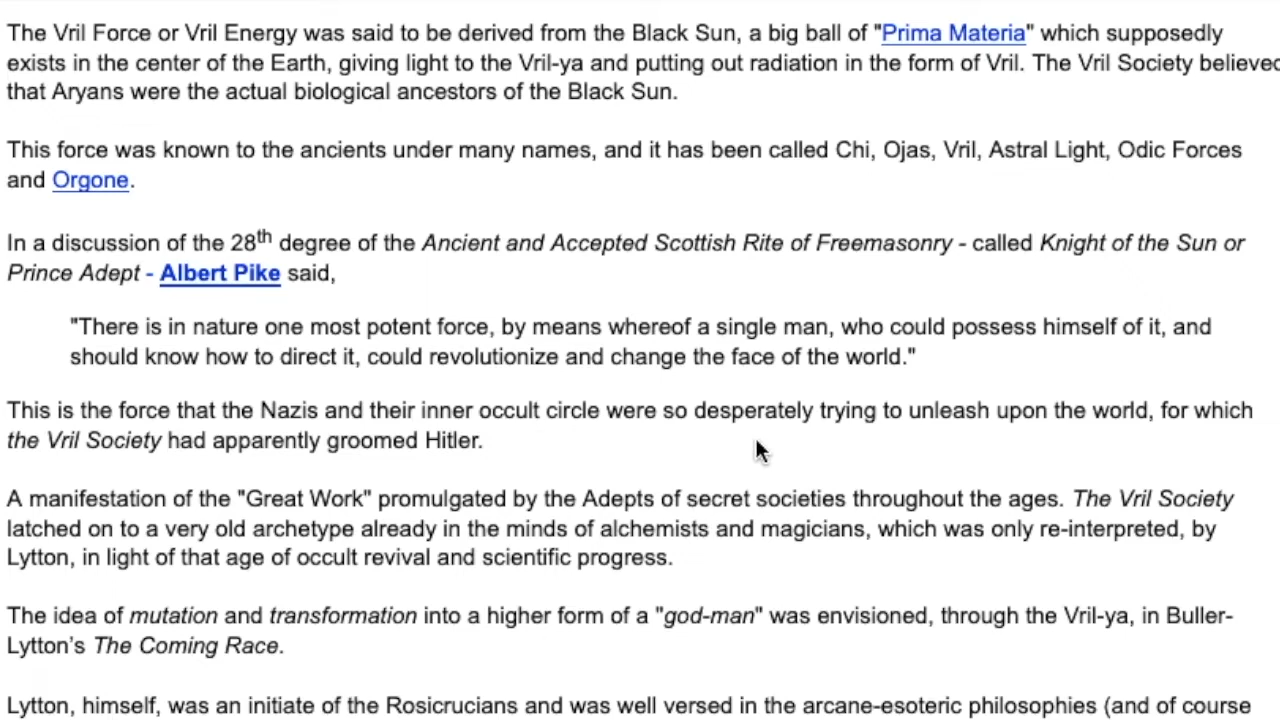 The Vril Force or Vril Energy was said to be derived from the Black Sun, a big ball of "Prima Materia" which supposedly
exists in the center of the Earth, giving light to the Vril-ya and putting out radiation in the form of Vril. The Vril Society believed
that Aryans were the actual biological ancestors of the Black Sun.
This force was known to the ancients under many names, and it has been called Chi, Ojas, Vril, Astral Light, Odic Forces
and Orgone.
In a discussion of the 28th degree of the Ancient and Accepted Scottish Rite of Freemasonry - called Knight of the Sun or
Prince Adept - Albert Pike said,
"There is in nature one most potent force, by means whereof a single man, who could possess himself of it, and
should know how to direct it, could revolutionize and change the face of the world."
This is the force that the Nazis and their inner occult circle were so desperately trying to unleash upon the world, for which
the Vril Society had apparently groomed Hitler.
A manifestation of the "Great Work" promulgated by the Adepts of secret societies throughout the ages. The Vril Society
latched on to a very old archetype already in the minds of alchemists and magicians, which was only re-interpreted, by
Lytton, in light of that age of occult revival and scientific progress.
The idea of mutation and transformation into a higher form of a "god-man" was envisioned, through the Vril-ya, in Buller-
Lytton's The Coming Race.
Lytton, himself, was an initiate of the Rosicrucians and was well versed in the arcane-esoteric philosophies (and of course